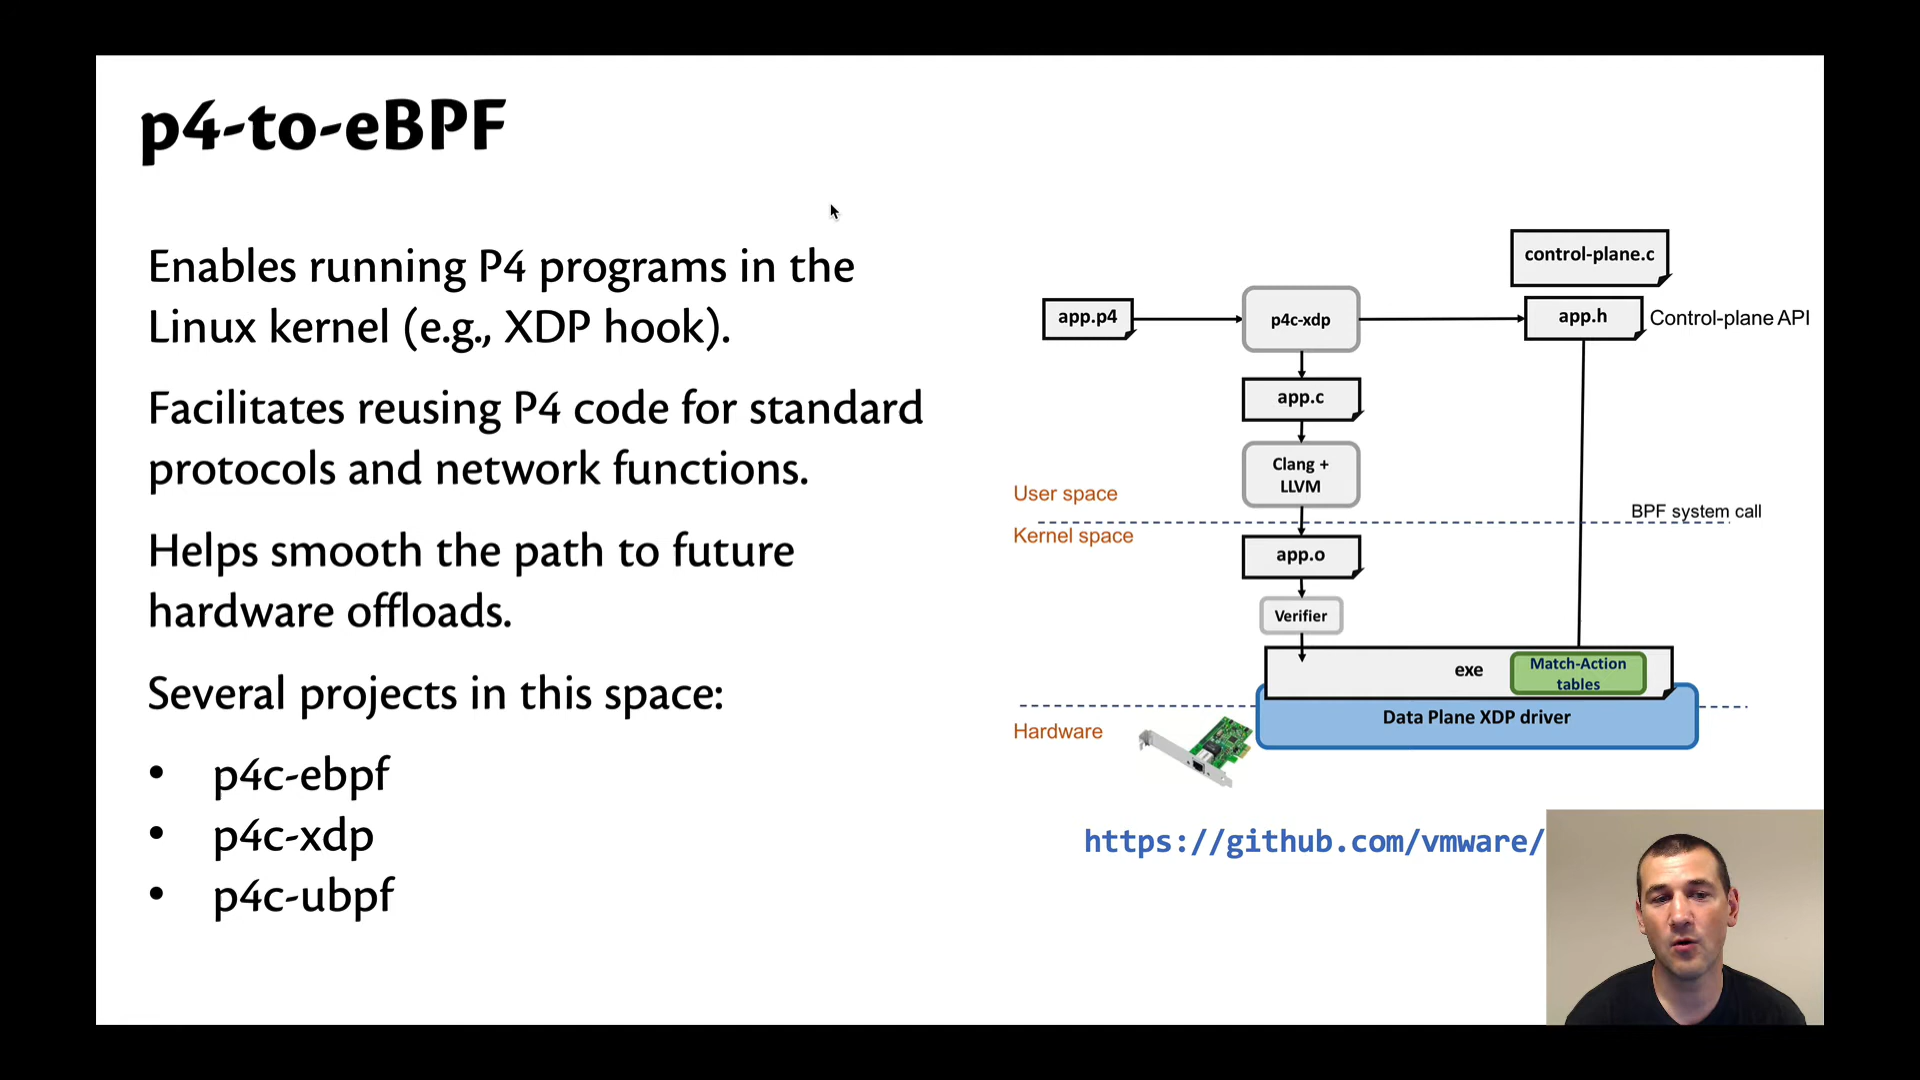 p4-to-eBPF
Enables running P4 programs in the
Linux kernel (e.g., XDP hook).
Facilitates reusing P4 code for standard
protocols and network functions.
Helps smooth the path to future
hardware offloads.
Several projects in this space:
• p4c-ebpf
• p4c-xdp
• p4c-ubpf
control-plane.c
app.p4
p4c-xdp
app.h
Control-plane API
app.c
Clang +
LLVM
User space
BPF system call
Kernel space
app.o
Verifier
exe
Match-Action
tables
Data Plane XDP driver
Hardware
https://github.com/vmware/